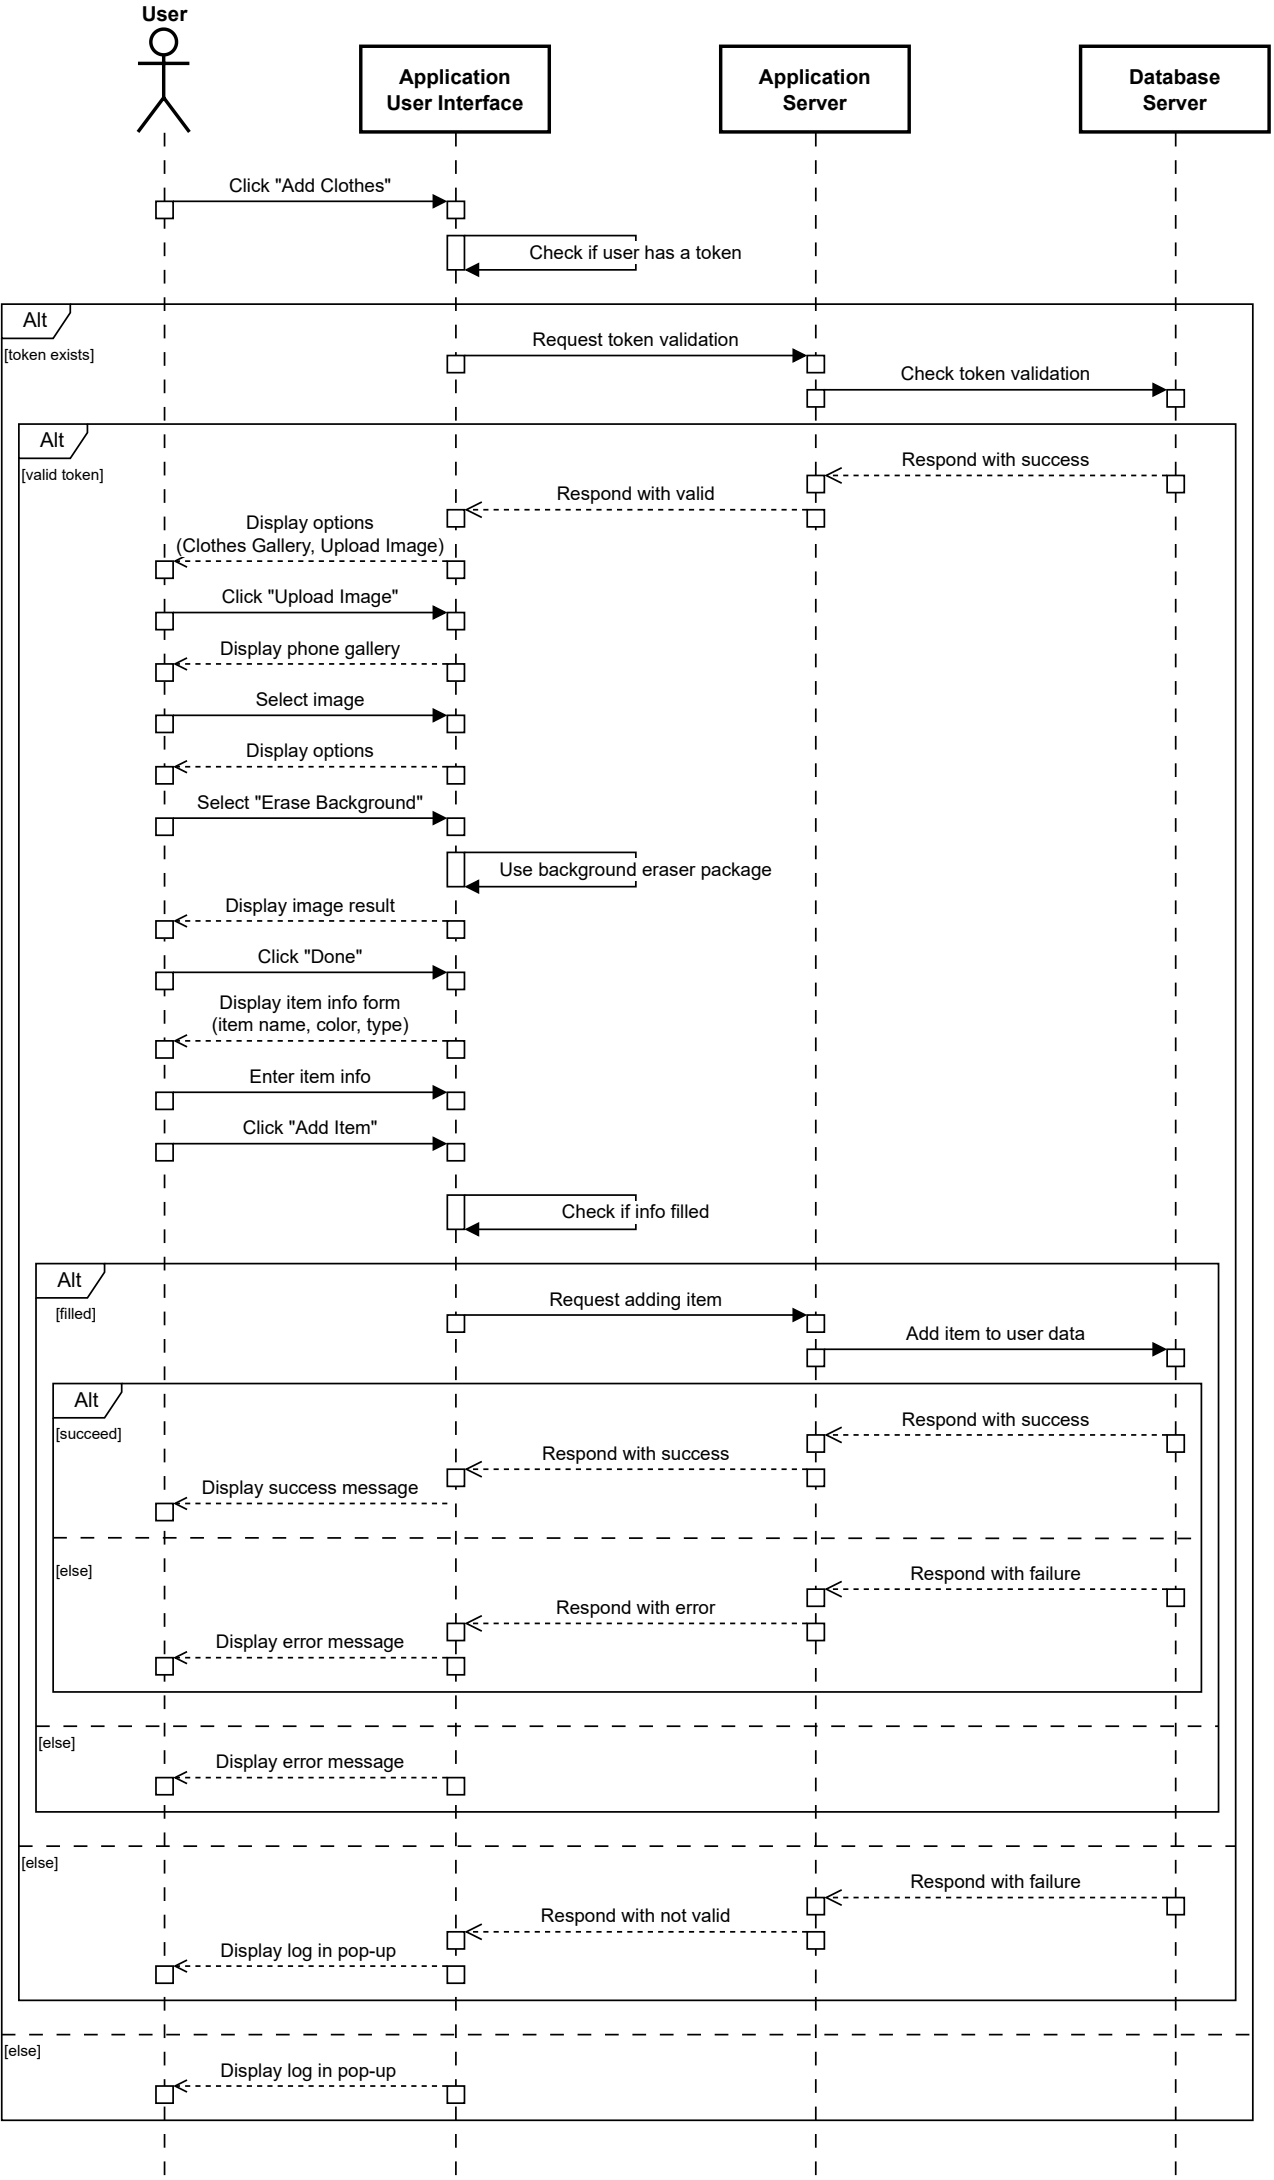 User
Application
User Interface
Application
Server
Database
Server
Click "Add Clothes"
Check if user has a token
Alt
[token exists]
Request token validation
Check token validation
Alt
[valid token]
Respond with success
Respond with valid
Display options
(Clothes Gallery, Upload Image)
Click "Upload Image"
Display phone gallery
Select image
Display options
Select "Erase Background"
Use background eraser package
Display image result
Click "Done"
Display item info form
(item name, color, type)
Enter item info
Click "Add Item"
Check if info filled
Alt
[filled]
Request adding item
Add item to user data
Alt
[succeed]
Respond with success
Respond with success
Display success message
[else]
Respond with failure
Respond with error
Display error message
[else]
Display error message
[else]
Respond with failure
Respond with not valid
Display log in pop-up
[else]
Display log in pop-up